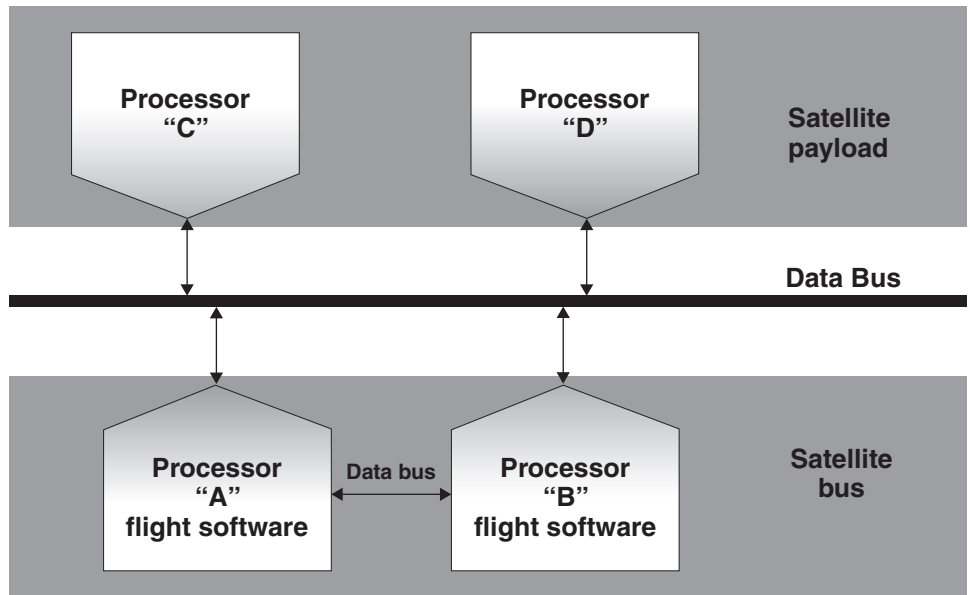 Processor
“C”
Processor
“D”
Satellite
payload
Data Bus
Processor
“A”
flight software
Data bus
Processor
“B”
flight software
Satellite
bus